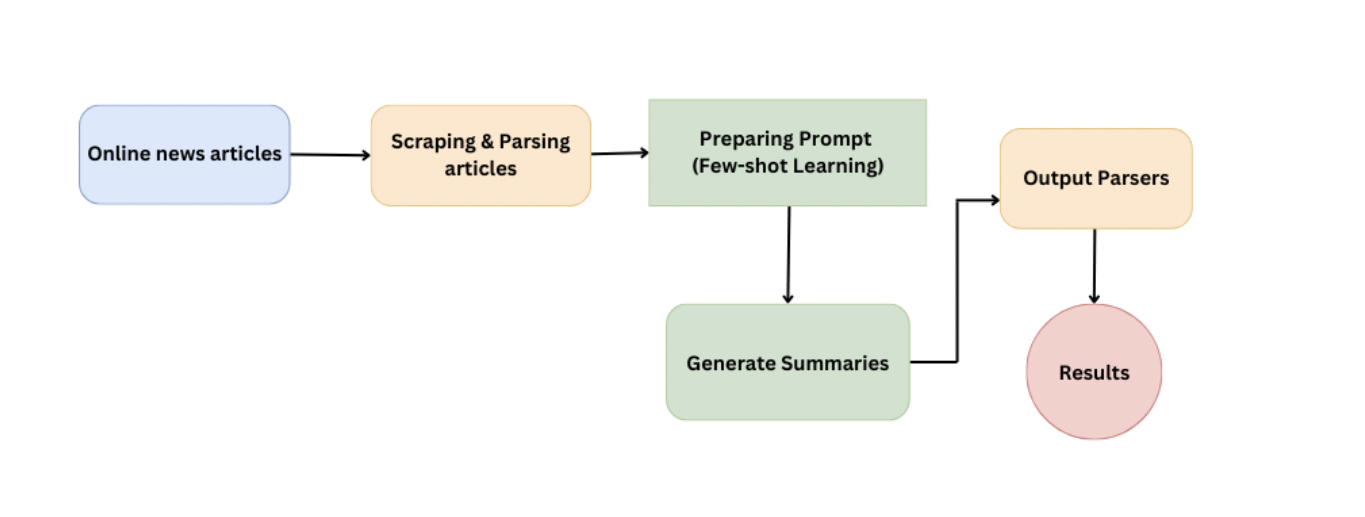 Online news articles
Scraping & Parsing
articles
Preparing Prompt
(Few-shot Learning)
Generate Summaries
Output Parsers
Results